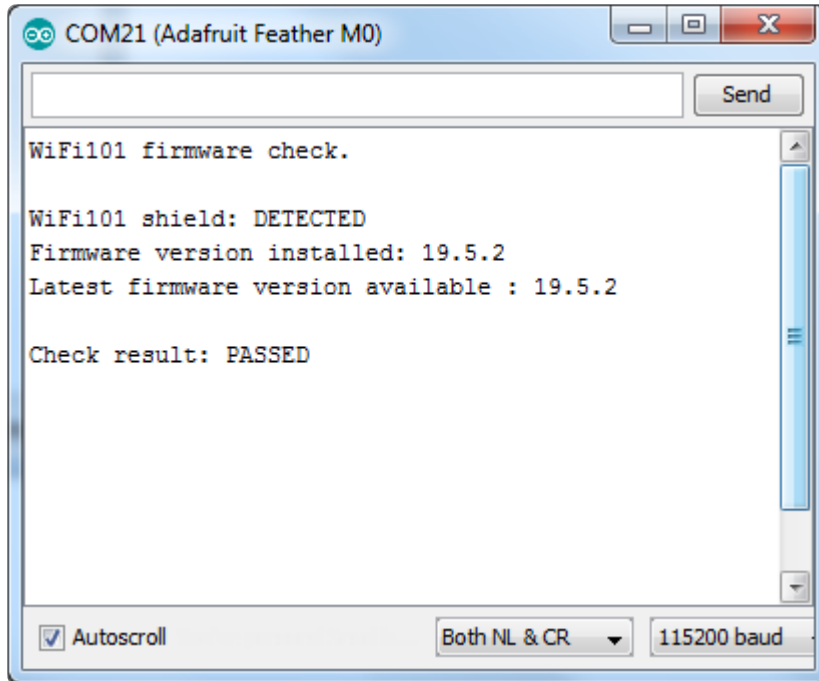 COM21 (Adafruit Feather M0)
Send
WiFi101 firmware check.
WiFi101 shield: DETECTED
Firmware version installed: 19.5.2
Latest firmware version available : 19.5.2
Check result: PASSED
Autoscroll
Both NL & CR
115200 baud